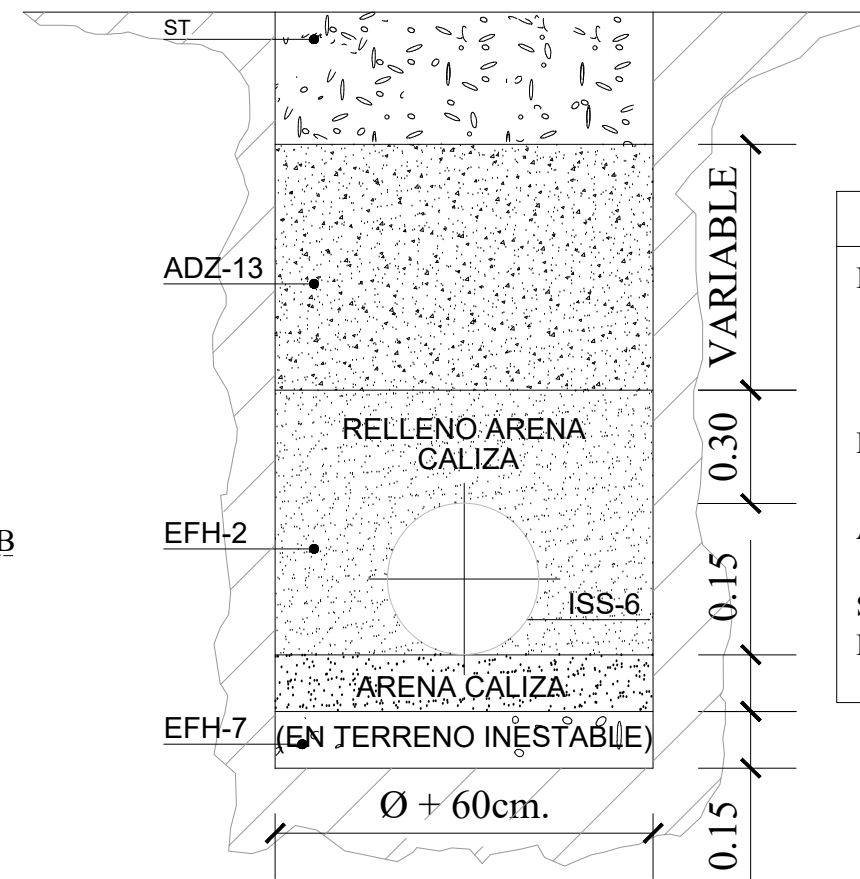 ST
VARIABLE
ADZ-13
RELLENO ARENA
CALIZA
0.30
EFH-2
B
0.15
ISS-6
ARENA CALIZA
EFH-7
(EN TERRENO INESTABLE)
Ø + 60cm.
0.15